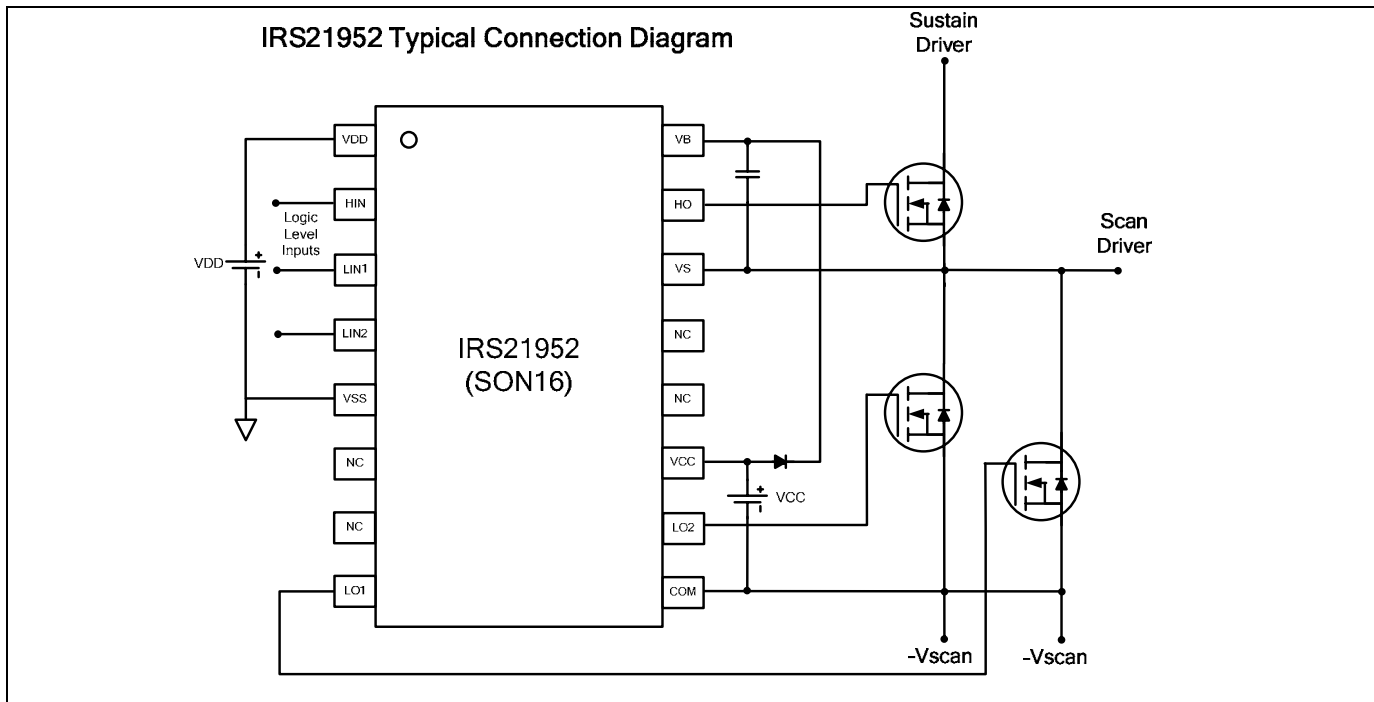 IRS21952 Typical Connection Diagram
Sustain
Driver
VDD
VB
HIN
HO
Logic
Level
Inputs
Scan
Driver
VDD
+
-
LIN1
VS
LIN2
NC
IRS21952
(SON16)
VSS
NC
NC
VCC
+
-
VCC
NC
LO2
LO1
COM
-Vscan
-Vscan